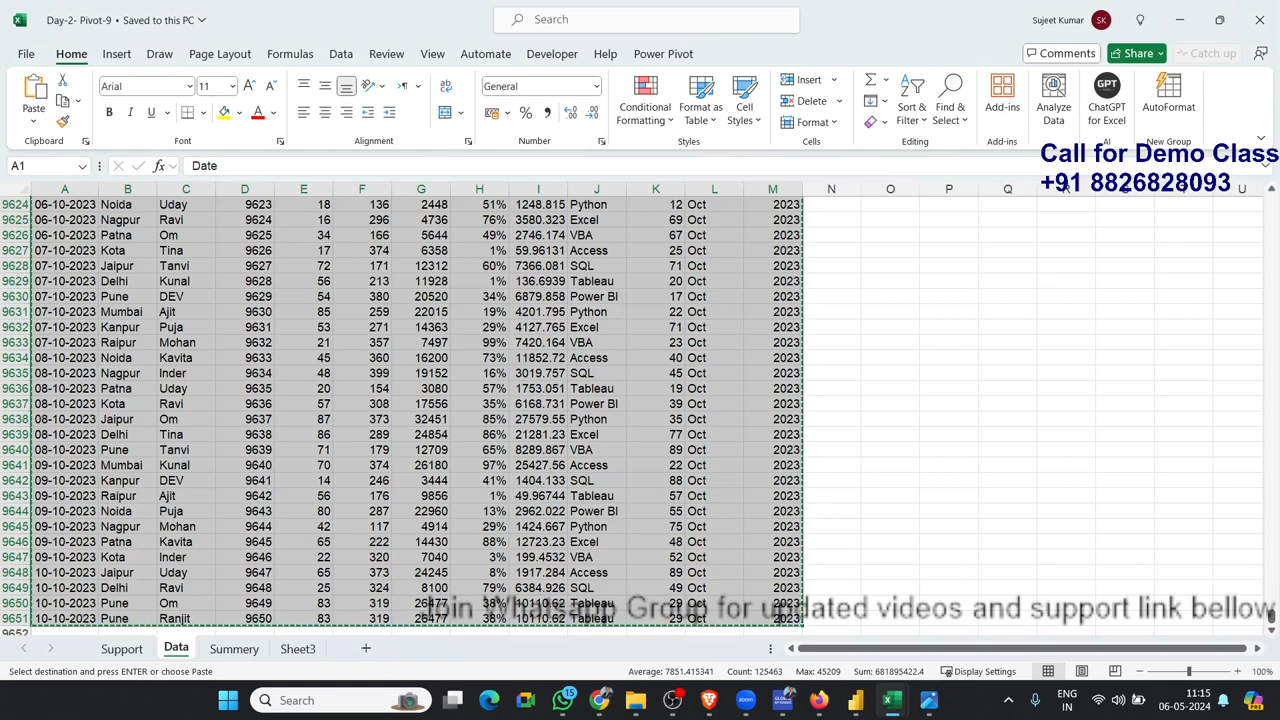 Day-2- Pivot-9 • Saved to this PC
Search
Sujeet Kumar SK
File Home Insert Draw Page Layout Formulas Data Review View Automate Developer Help Power Pivot
Comments Share Catch up
Paste
Arial 11
B I U
General
Conditional Formatting
Format as Table
Cell Styles
Insert
Delete
Format
Sort & Filter
Find & Select
Add-ins
Analyze Data
ChatGPT for Excel
AutoFormat
Clipboard Font Alignment Number Styles Cells Editing Add-ins AI New Group
Call for Demo Class
+91 8826828093
A1 fx Date
A B C D E F G H I J K L M N O P Q R S T U
9624 06-10-2023 Noida Uday 9623 18 136 2448 51% 1248.815 Python 12 Oct 2023
9625 06-10-2023 Nagpur Ravi 9624 16 296 4736 76% 3580.323 Excel 69 Oct 2023
9626 06-10-2023 Patna Om 9625 34 166 5644 49% 2746.174 VBA 67 Oct 2023
9627 06-10-2023 Kota Tina 9626 17 374 6358 1% 59.96131 Access 25 Oct 2023
9628 07-10-2023 Jaipur Tanvi 9627 72 171 12312 60% 7366.081 SQL 71 Oct 2023
9629 07-10-2023 Delhi Kunal 9628 56 213 11928 1% 136.6939 Tableau 20 Oct 2023
9630 07-10-2023 Pune DEV 9629 54 380 20520 34% 6879.858 Power BI 17 Oct 2023
9631 07-10-2023 Mumbai Ajit 9630 85 259 22015 19% 4201.795 Python 22 Oct 2023
9632 07-10-2023 Kanpur Puja 9631 53 271 14363 29% 4127.765 Excel 71 Oct 2023
9633 07-10-2023 Raipur Mohan 9632 21 357 7497 99% 7420.164 VBA 23 Oct 2023
9634 08-10-2023 Noida Kavita 9633 45 360 16200 73% 11852.72 Access 40 Oct 2023
9635 08-10-2023 Nagpur Inder 9634 48 399 19152 16% 3019.757 SQL 45 Oct 2023
9636 08-10-2023 Patna Uday 9635 20 154 3080 57% 1753.051 Tableau 19 Oct 2023
9637 08-10-2023 Kota Ravi 9636 57 308 17556 35% 6168.731 Power BI 39 Oct 2023
9638 08-10-2023 Jaipur Om 9637 87 373 32451 85% 27579.55 Python 35 Oct 2023
9639 08-10-2023 Delhi Tina 9638 86 289 24854 86% 21281.23 Excel 77 Oct 2023
9640 08-10-2023 Pune Tanvi 9639 71 179 12709 65% 8289.867 VBA 89 Oct 2023
9641 09-10-2023 Mumbai Kunal 9640 70 374 26180 97% 25427.56 Access 22 Oct 2023
9642 09-10-2023 Kanpur DEV 9641 14 246 3444 41% 1404.133 SQL 88 Oct 2023
9643 09-10-2023 Raipur Ajit 9642 56 176 9856 1% 49.96744 Tableau 57 Oct 2023
9644 09-10-2023 Noida Puja 9643 80 287 22960 13% 2962.022 Power BI 55 Oct 2023
9645 09-10-2023 Nagpur Mohan 9644 42 117 4914 29% 1424.667 Python 75 Oct 2023
9646 09-10-2023 Patna Kavita 9645 65 222 14430 88% 12723.23 Excel 48 Oct 2023
9647 09-10-2023 Kota Inder 9646 22 320 7040 3% 199.4532 VBA 52 Oct 2023
9648 10-10-2023 Jaipur Uday 9647 65 373 24245 8% 1917.284 Access 89 Oct 2023
9649 10-10-2023 Delhi Ravi 9648 25 324 8100 79% 6384.926 SQL 49 Oct 2023
9650 10-10-2023 Pune Om 9649 83 319 26477 38% 10110.62 Tableau 29 Oct 2023
Join Whatsapp Group for updated videos and support link bellow
9651 10-10-2023 Pune Ranjit 9650 83 319 26477 38% 10110.62 Tableau 29 Oct 2023
9652
Support Data Summary Sheet3
Select destination and press ENTER or choose Paste Average: 7851.415341 Count: 125463 Max: 45209 Sum: 681895422.4 Display Settings 100%
Search
15
ENG
IN
11:15
06-05-2024